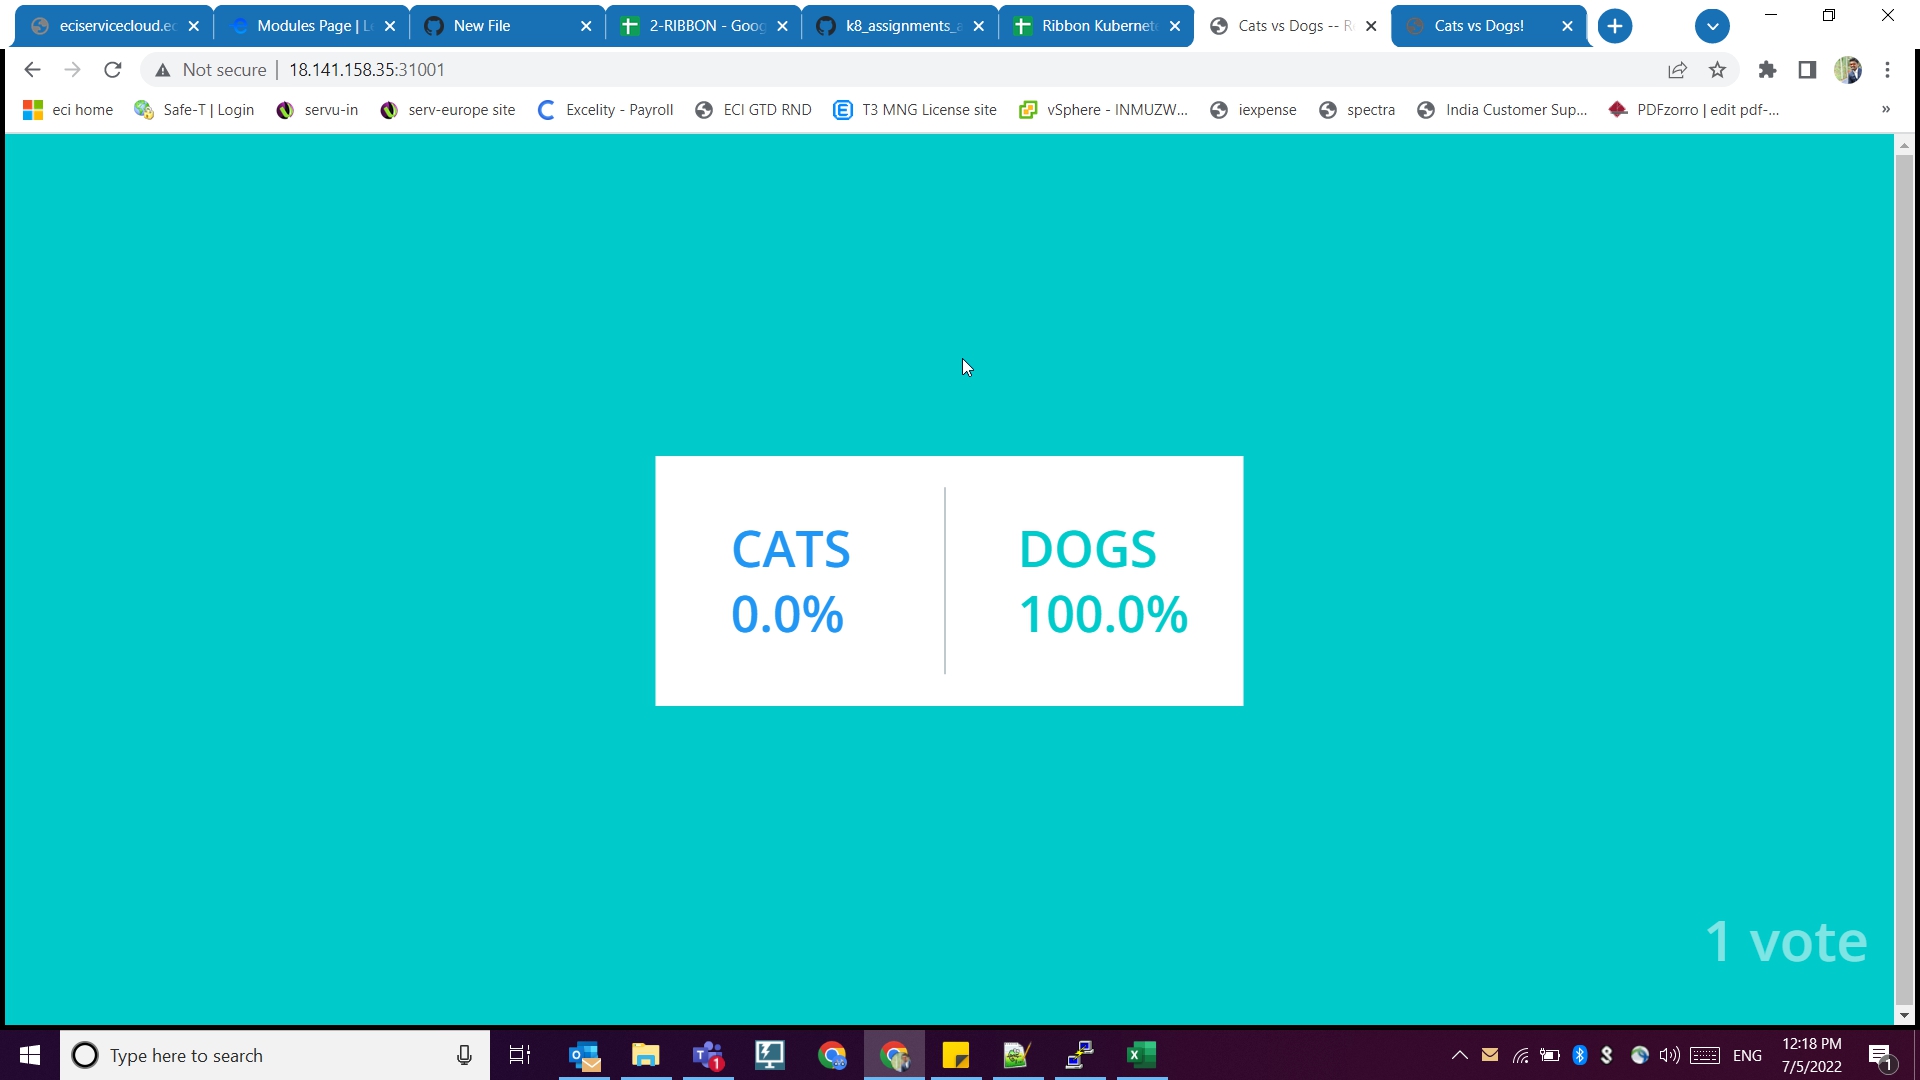 eciservicecloud.ec
Modules Page | L
New File
2-RIBBON - Goog
k8_assignments_a
Ribbon Kubernet
Cats vs Dogs -- R
Cats vs Dogs!
Not secure
18.141.158.35:31001
eci home
Safe-T | Login
servu-in
serv-europe site
Excelity - Payroll
ECI GTD RND
T3 MNG License site
vSphere - INMUZW...
iexpense
spectra
India Customer Sup...
PDFzorro | edit pdf-...
»
CATS
0.0%
DOGS
100.0%
1 vote
Type here to search
1
ENG
12:18 PM
7/5/2022
1